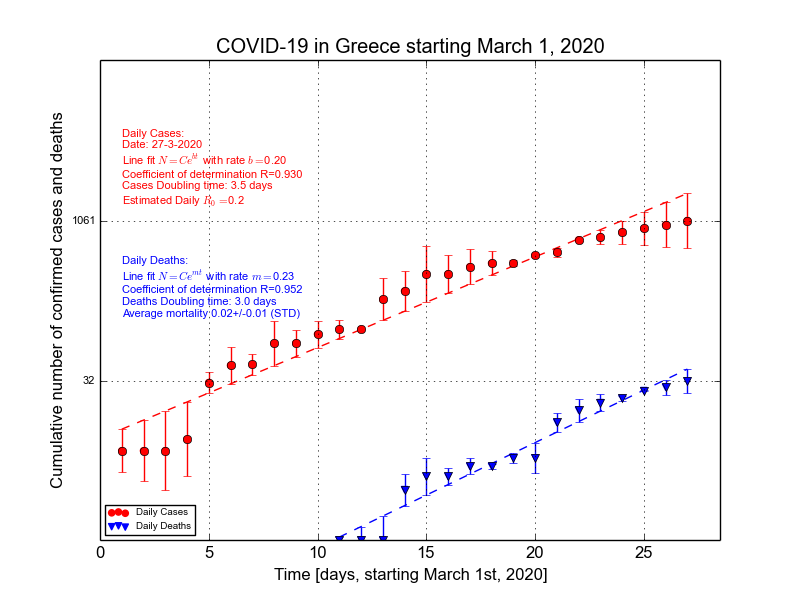 COVID-19 in Greece starting March 1, 2020
Cumulative number of confirmed cases and deaths
Daily Cases:
Date: 27-3-2020
Line fit N=Ce^{bt} with rate b=0.20
Coefficient of determination R=0.930
Cases Doubling time: 3.5 days
Estimated Daily R_0=0.2
1061
Daily Deaths:
Line fit N=Ce^{mt} with rate m=0.23
Coefficient of determination R=0.952
Deaths Doubling time: 3.0 days
Average mortality:0.02+/-0.01 (STD)
32
Daily Cases
Daily Deaths
0 5 10 15 20 25
Time [days, starting March 1st, 2020]